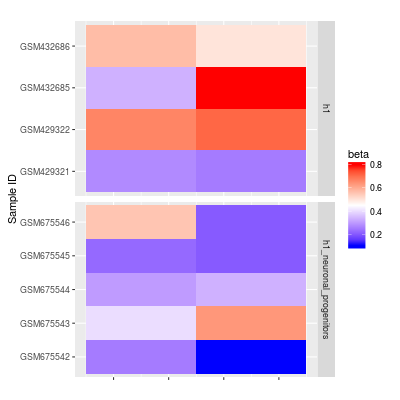 GSM432686
GSM432685
GSM429322
GSM429321
h1
GSM675546
GSM675545
GSM675544
GSM675543
GSM675542
h1_neuronal_progenitors
Sample ID
beta
0.8
0.6
0.4
0.2